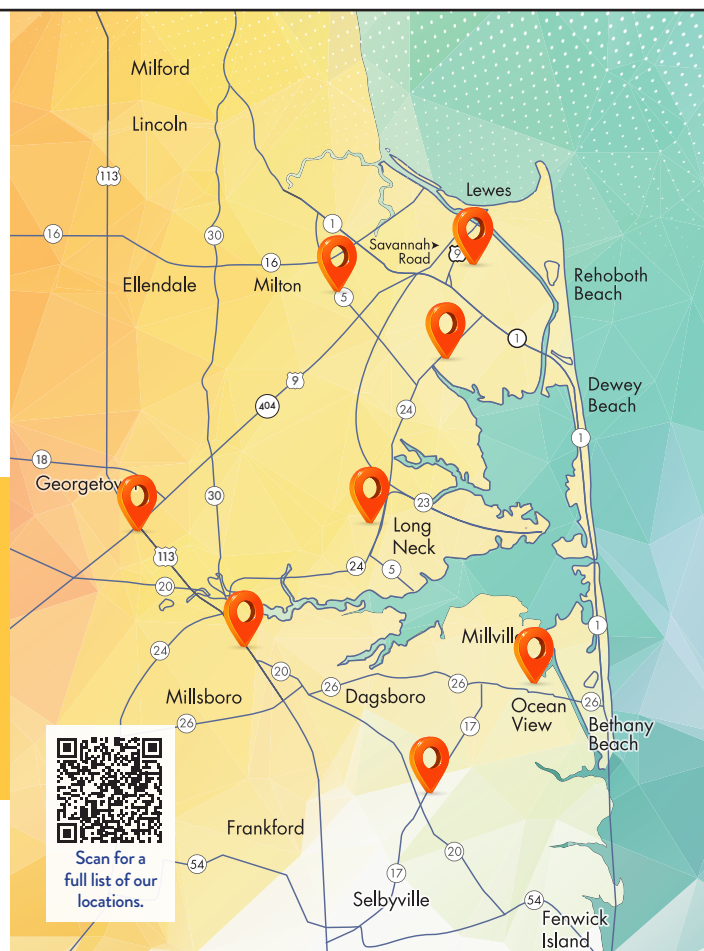 Milford
Lincoln
113
Lewes
16
30
1
Savannah
Road
9
16
Ellendale
Milton
5
Rehoboth
Beach
1
9
404
24
Dewey
Beach
1
18
Georgetow
30
23
Long
Neck
113
20
24
5
1
24
Millville
20
26
26
Millsboro
Dagsboro
Ocean
View
26
Bethany
Beach
26
17
Scan for a
full list of our
locations.
Frankford
20
54
17
Selbyville
54
Fenwick
Island